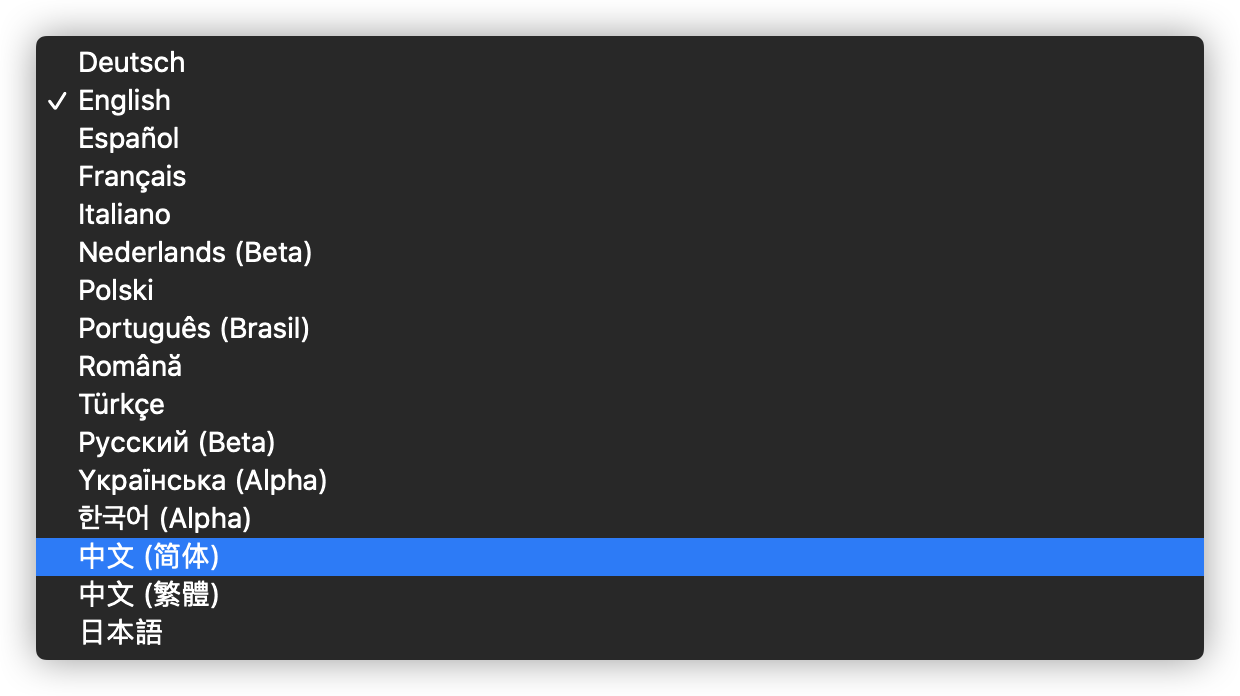 Deutsch
✓ English
Español
Français
Italiano
Nederlands (Beta)
Polski
Português (Brasil)
Română
Türkçe
Русский (Beta)
Українська (Alpha)
한국어 (Alpha)
中文 (简体)
中文 (繁體)
日本語